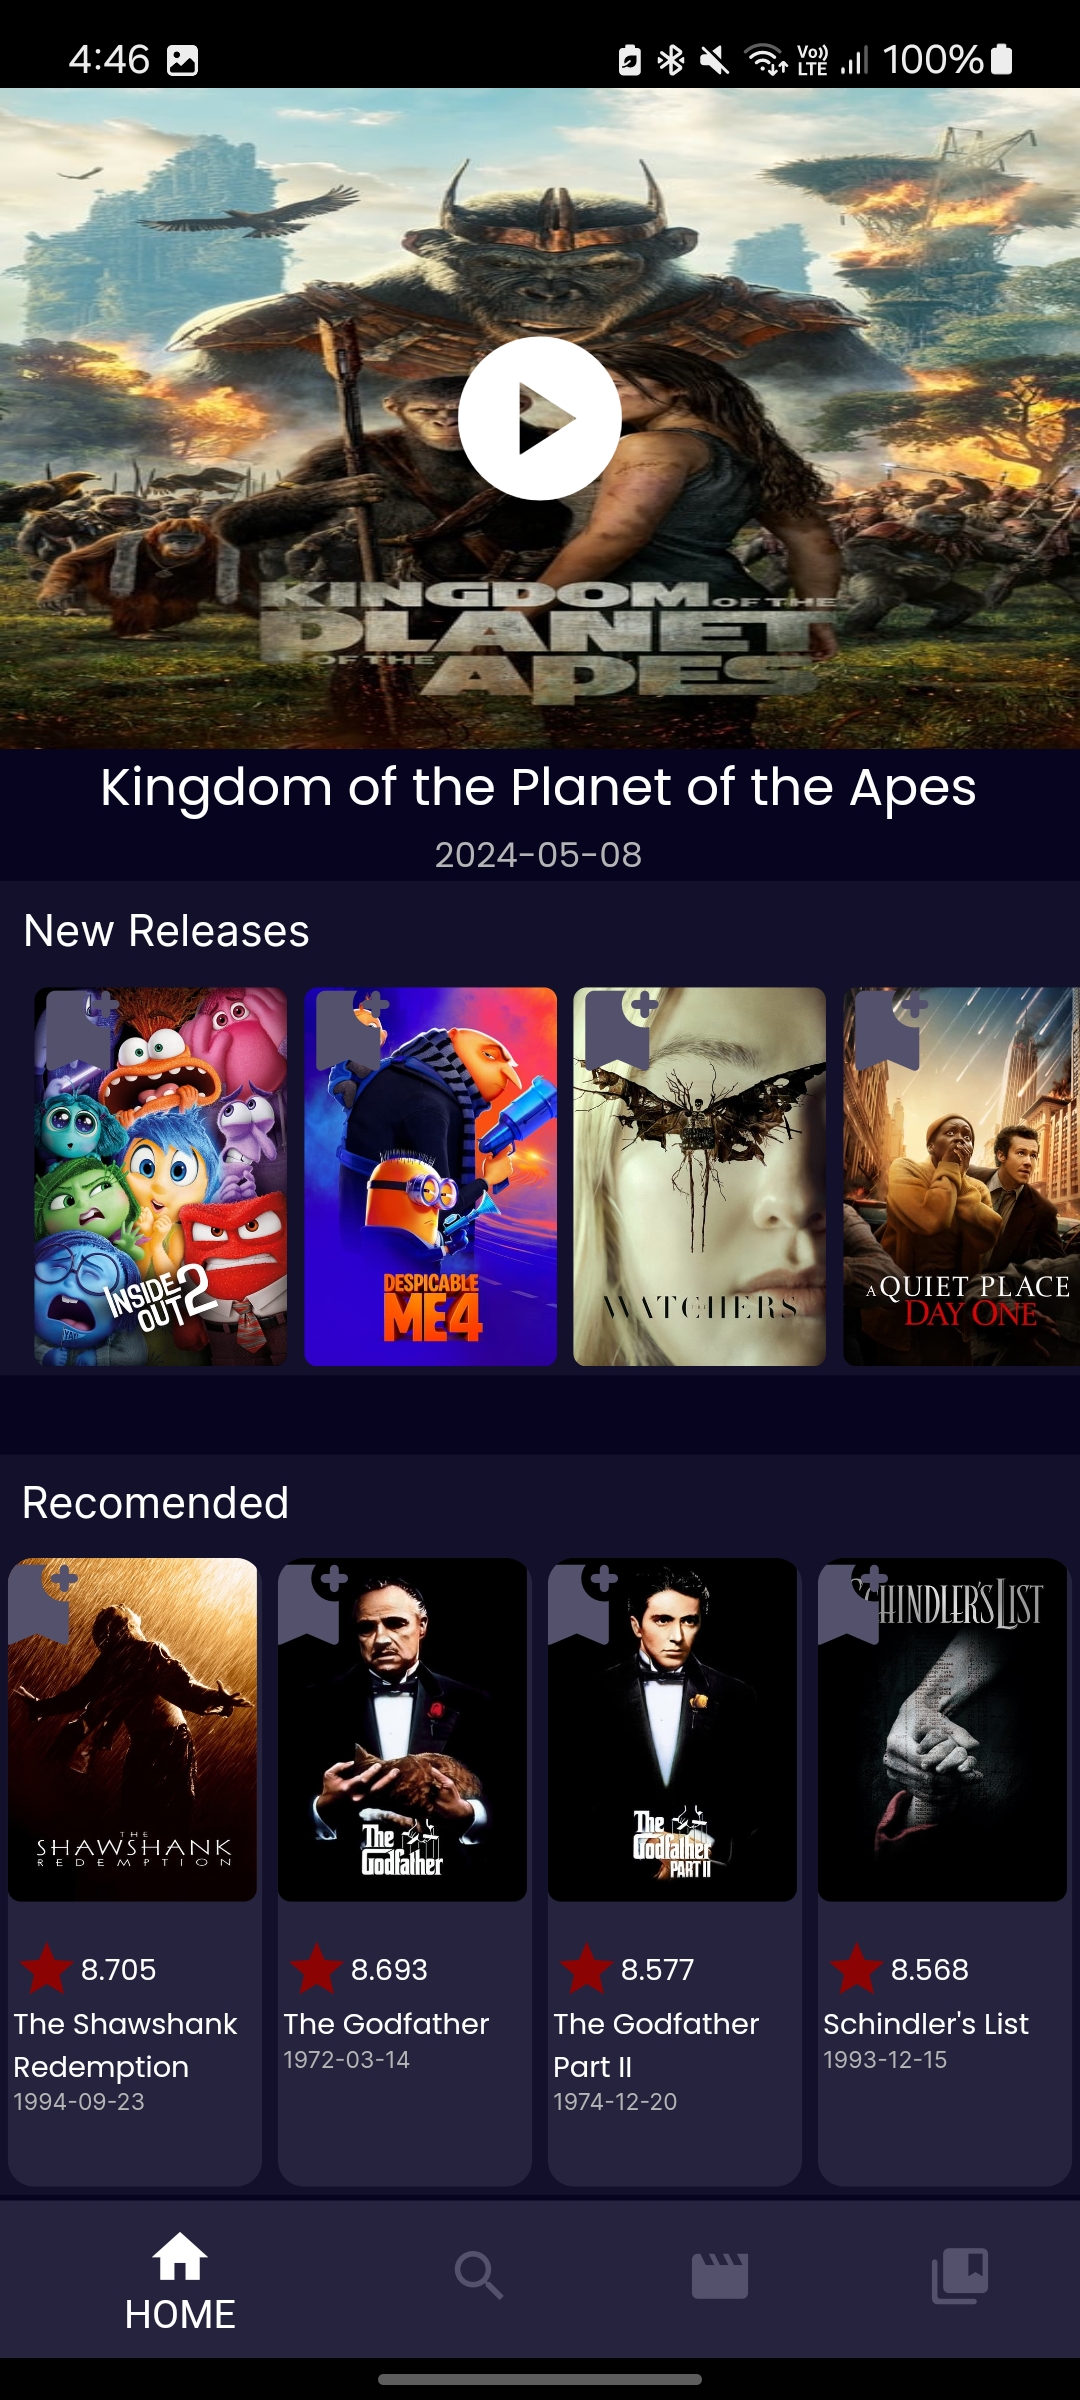 4:46
Vo))
LTE
100%
KINGDOM OF THE
PLANET
OF THE APES
Kingdom of the Planet of the Apes
2024-05-08
New Releases
INSIDE
OUT 2
DESPICABLE
ME 4
WATCHERS
A QUIET PLACE
DAY ONE
Recomended
THE
SHAWSHANK
REDEMPTION
The
Godfather
The
Godfather
PART II
SCHINDLER'S LIST
8.705
8.693
8.577
8.568
The Shawshank
Redemption
1994-09-23
The Godfather
1972-03-14
The Godfather
Part II
1974-12-20
Schindler's List
1993-12-15
HOME